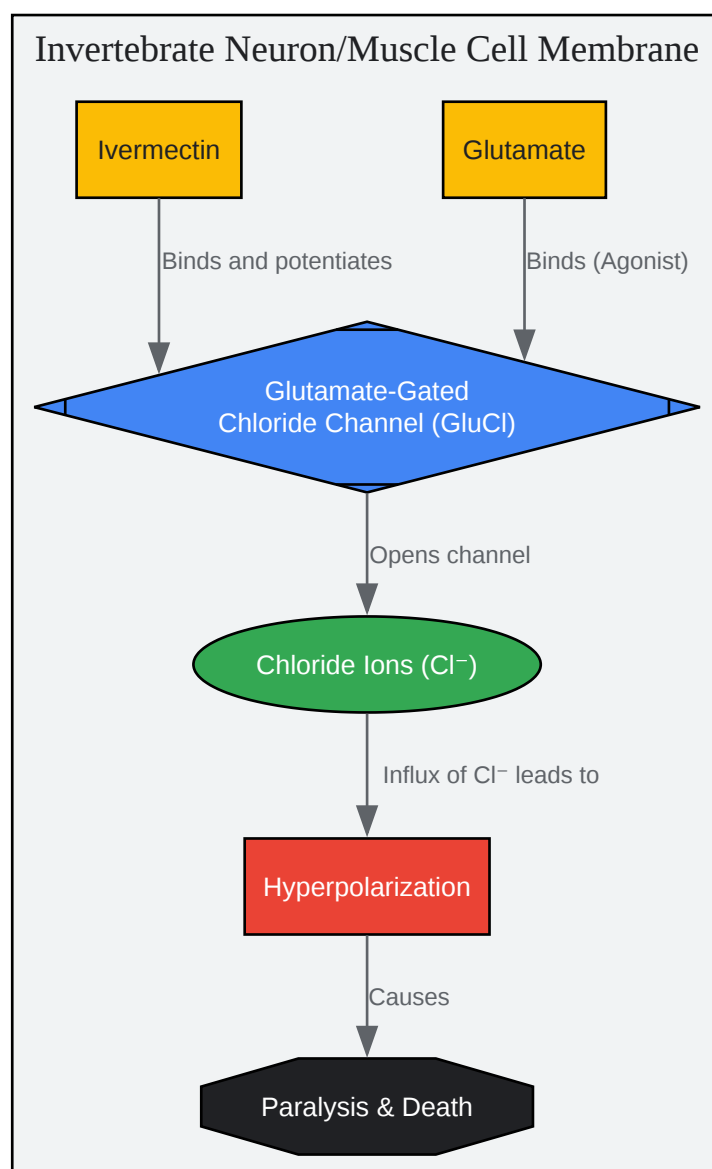 Invertebrate Neuron/Muscle Cell Membrane
Ivermectin
Glutamate
Binds and potentiates
Binds (Agonist)
Glutamate-Gated
Chloride Channel (GluCl)
Opens channel
Chloride Ions (Cl⁻)
Influx of Cl⁻ leads to
Hyperpolarization
Causes
Paralysis & Death